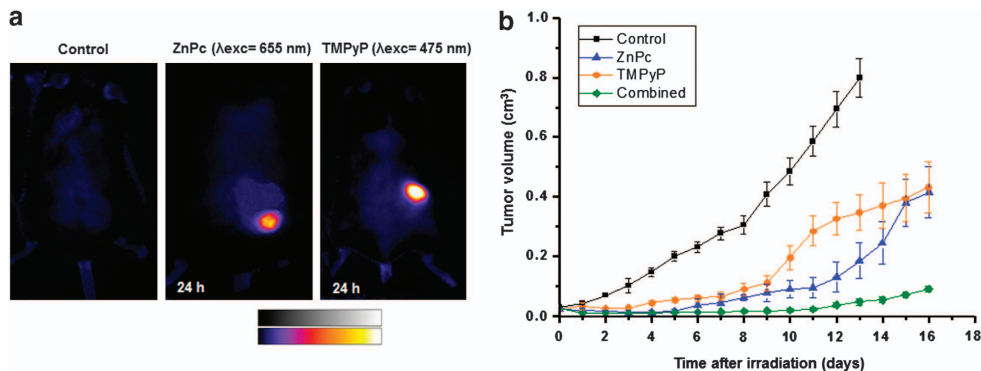 a
Control
ZnPc (λexc= 655 nm)
TMPyP (λexc= 475 nm)
24 h
24 h
b
Control
ZnPc
TMPyP
Combined
Tumor volume (cm³)
1.0
0.8
0.6
0.4
0.2
0.0
0 2 4 6 8 10 12 14 16 18
Time after irradiation (days)